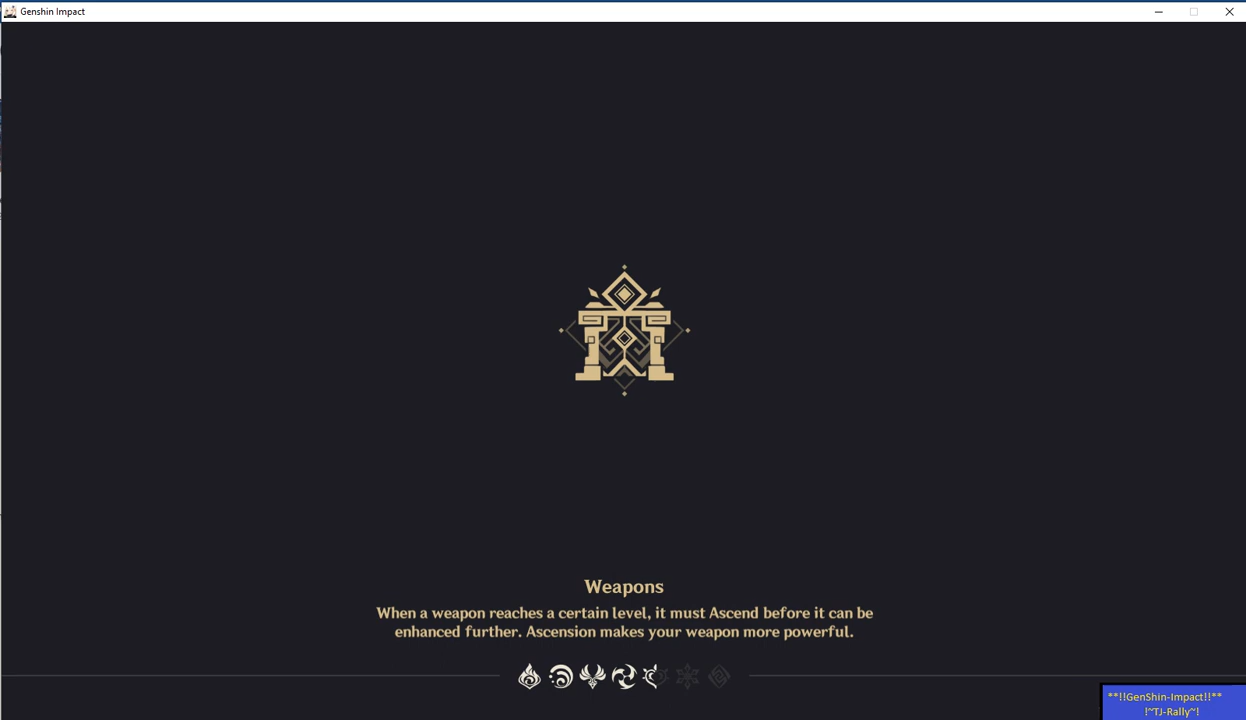 Genshin Impact
Weapons
When a weapon reaches a certain level, it must Ascend before it can be
enhanced further. Ascension makes your weapon more powerful.
**!!GenShin-Impact!!**
!~TJ-Rally~!